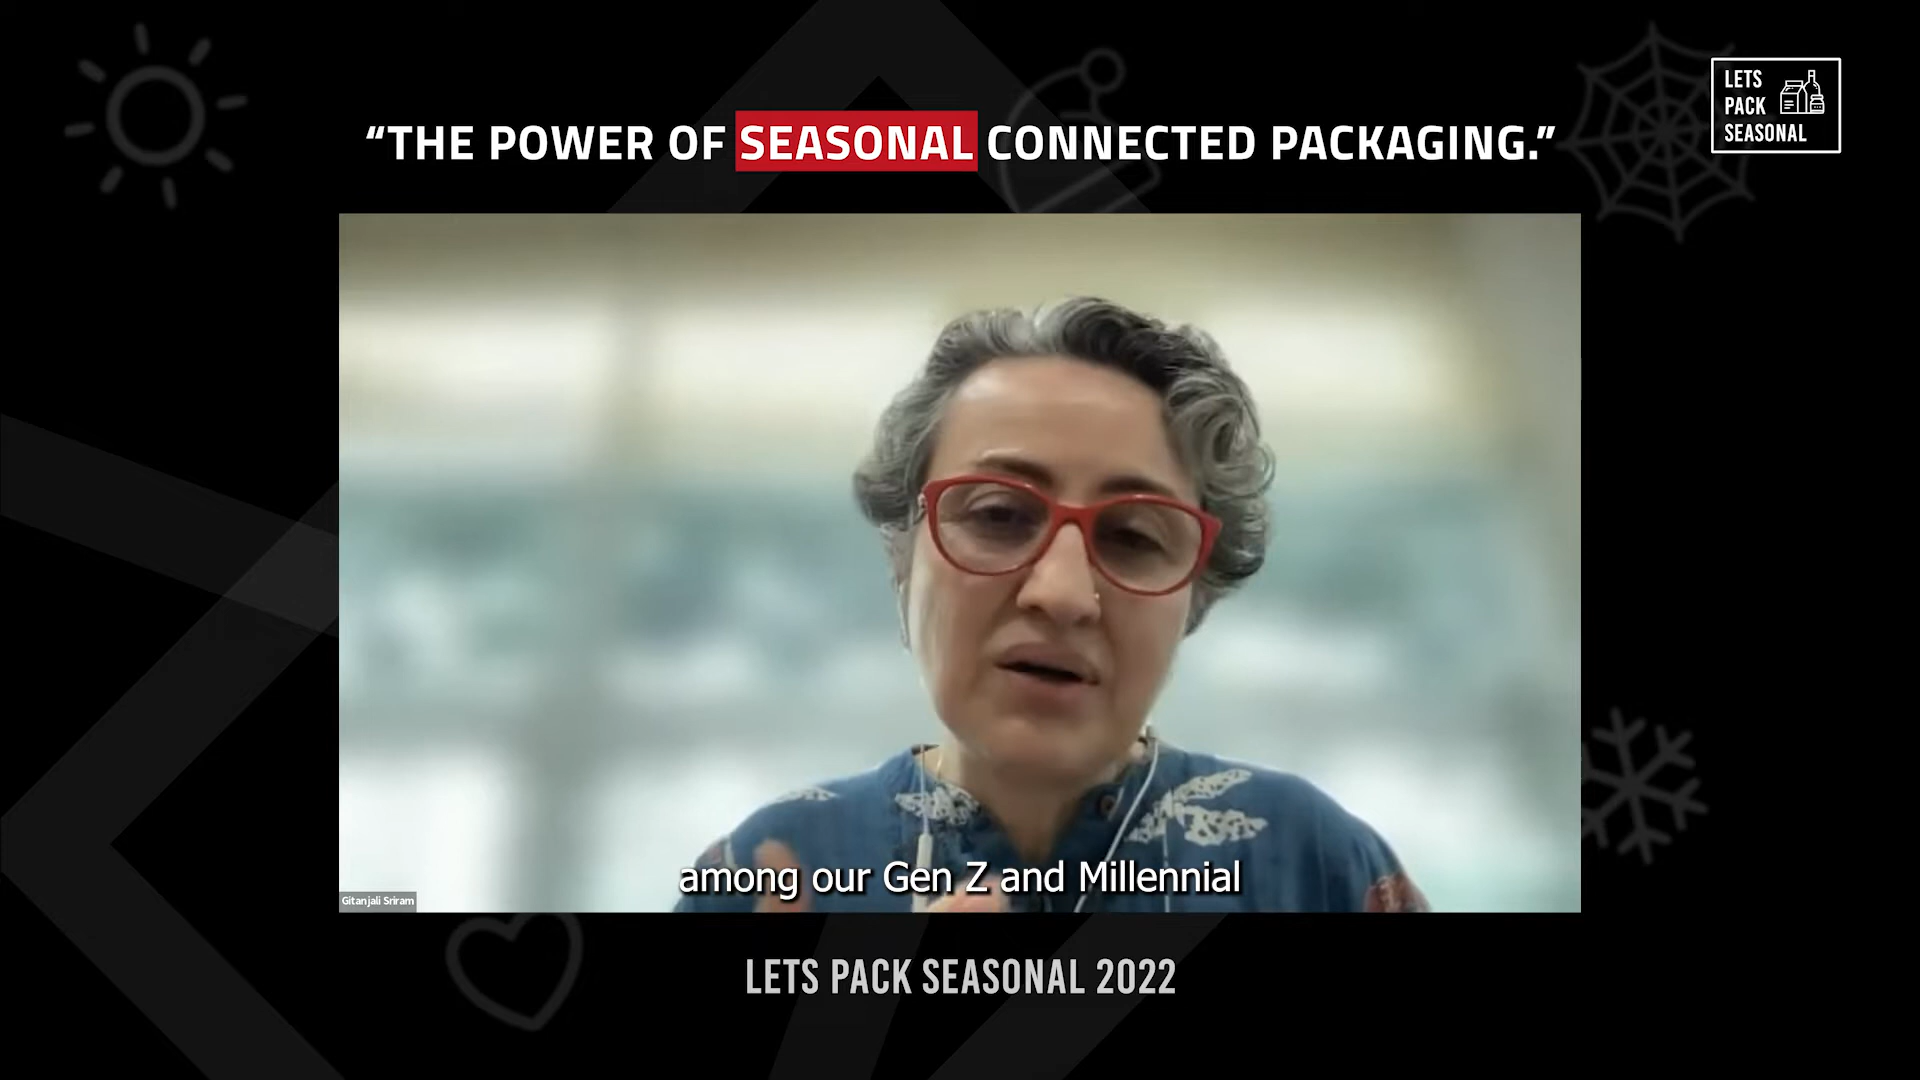 “THE POWER OF SEASONAL CONNECTED PACKAGING.”
LETS
PACK
SEASONAL
among our Gen Z and Millennial
Gitanjali Sriram
LETS PACK SEASONAL 2022